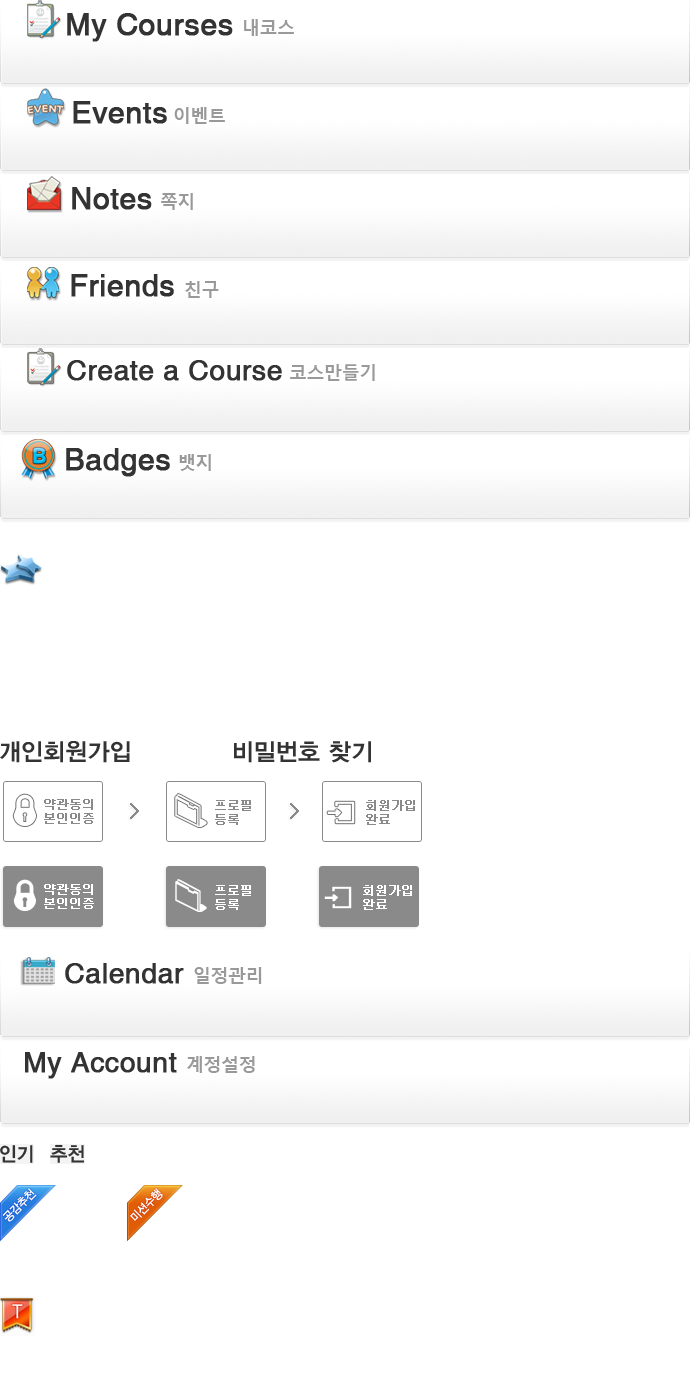 My Courses 내코스
EVENT
Events 이벤트
Notes 쪽지
Friends 친구
Create a Course 코스만들기
B
Badges 뱃지
개인회원가입 비밀번호 찾기
약관동의
본인인증
프로필
등록
회원가입
완료
약관동의
본인인증
프로필
등록
회원가입
완료
Calendar 일정관리
My Account 계정설정
인기 추천
공감추천
미션수행
T